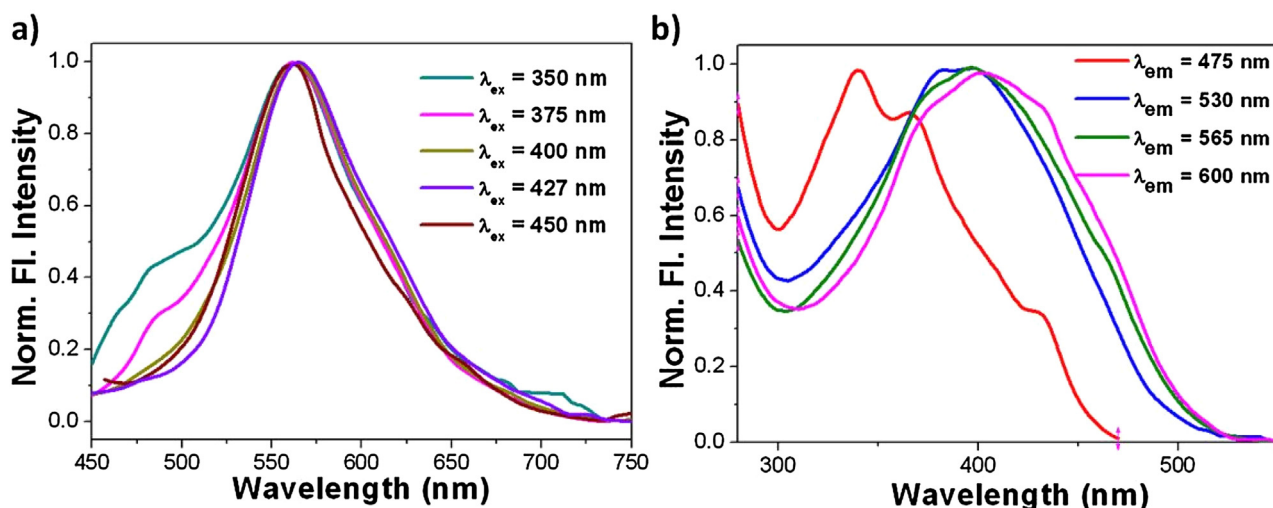 a)
Norm. Fl. Intensity
1.0
0.8
0.6
0.4
0.2
0.0
λex = 350 nm
λex = 375 nm
λex = 400 nm
λex = 427 nm
λex = 450 nm
450 500 550 600 650 700 750
Wavelength (nm)
b)
Norm. Fl. Intensity
1.0
0.8
0.6
0.4
0.2
0.0
λem = 475 nm
λem = 530 nm
λem = 565 nm
λem = 600 nm
300 400 500
Wavelength (nm)